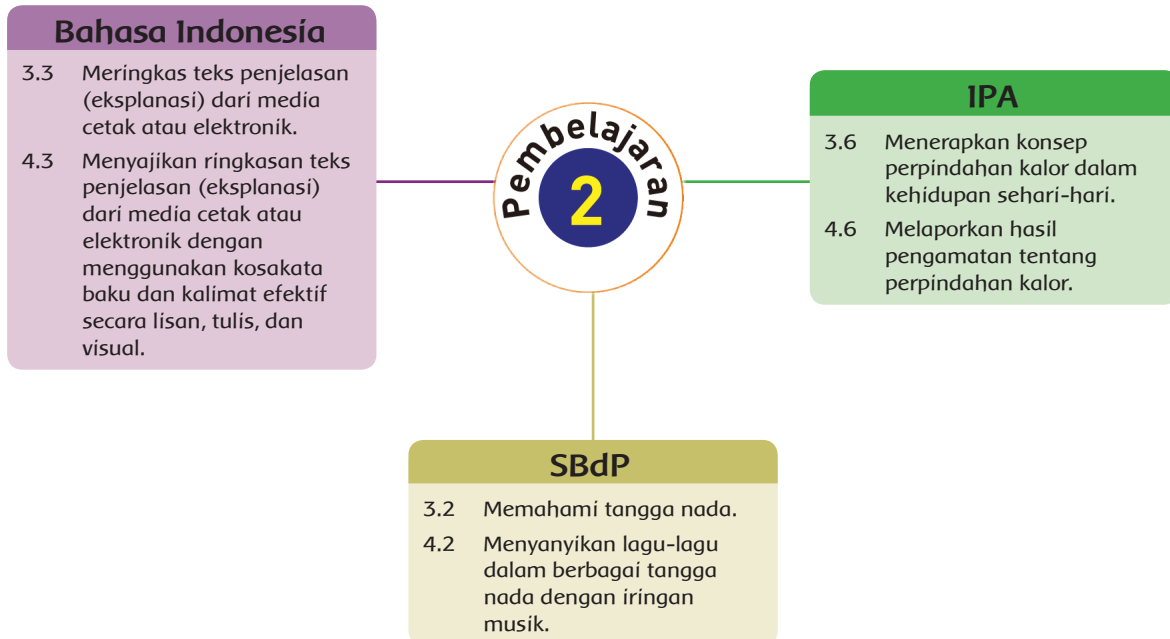 Bahasa Indonesia
3.3 Meringkas teks penjelasan
(eksplanasi) dari media
cetak atau elektronik.
4.3 Menyajikan ringkasan teks
penjelasan (eksplanasi)
dari media cetak atau
elektronik dengan
menggunakan kosakata
baku dan kalimat efektif
secara lisan, tulis, dan
visual.
Pembelajaran
2
IPA
3.6 Menerapkan konsep
perpindahan kalor dalam
kehidupan sehari-hari.
4.6 Melaporkan hasil
pengamatan tentang
perpindahan kalor.
SBdP
3.2 Memahami tangga nada.
4.2 Menyanyikan lagu-lagu
dalam berbagai tangga
nada dengan iringan
musik.